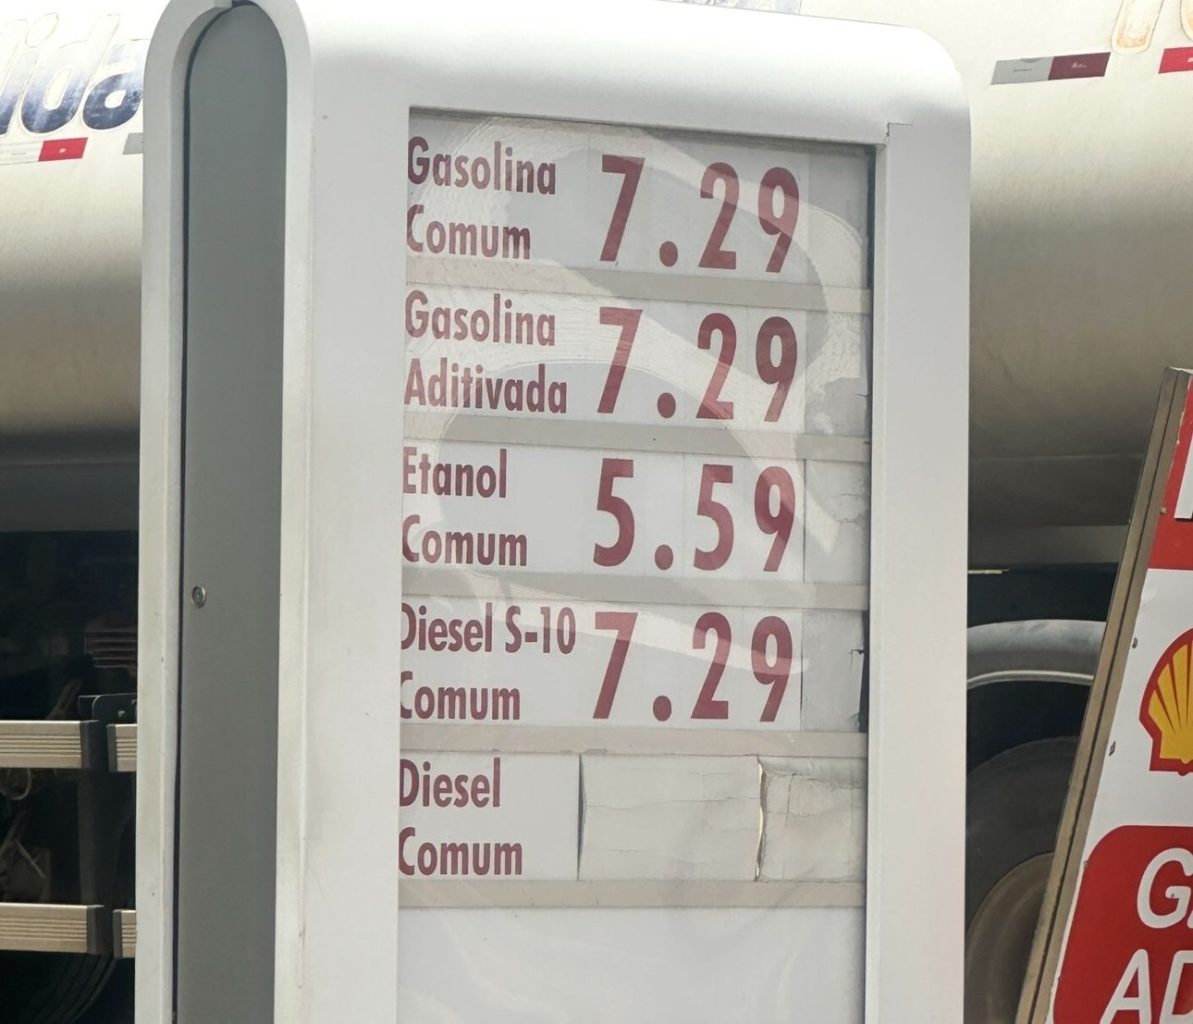 Gasolina
Comum
7.29
Gasolina
Aditivada
7.29
Etanol
Comum
5.59
Diesel S-10
Comum
7.29
Diesel
Comum